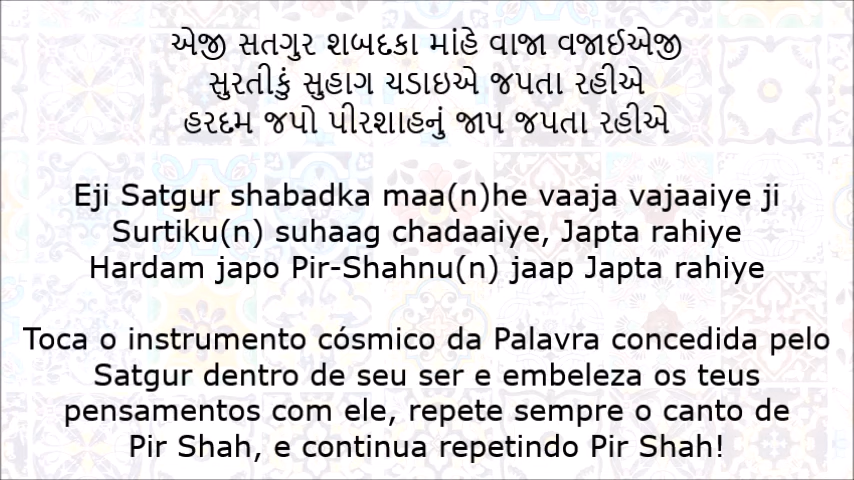 એજી સતગુર શબદકા માંહે વાજા વજાઈએજી
સુરતીકું સુહાગ ચડાઇએ જપતા રહીએ
હરદમ જપો પીરશાહનું જાપ જપતા રહીએ
Eji Satgur shabadka maa(n)he vaaja vajaaiye ji
Surtiku(n) suhaag chadaaiye, Japta rahiye
Hardam japo Pir-Shahnu(n) jaap Japta rahiye
Toca o instrumento cósmico da Palavra concedida pelo
Satgur dentro de seu ser e embeleza os teus
pensamentos com ele, repete sempre o canto de
Pir Shah, e continua repetindo Pir Shah!